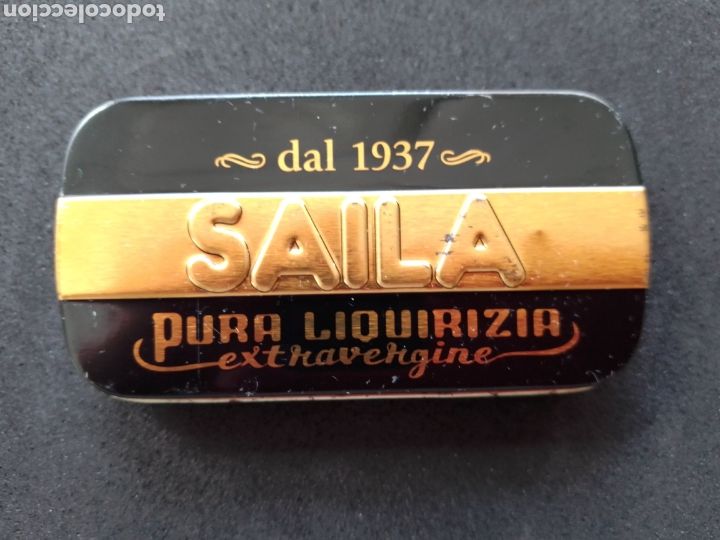 todocoleccion
dal 1937
SAILA
PURA LIQUIRIZIA
extravergine